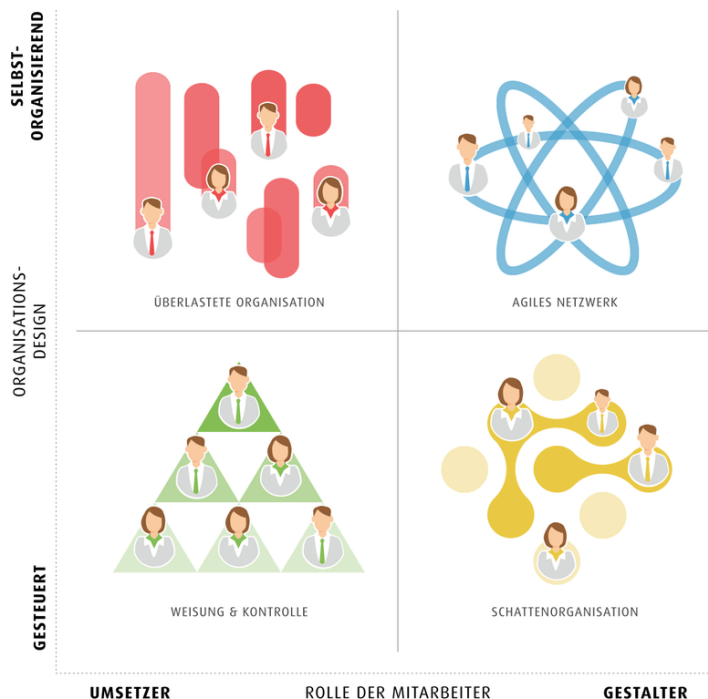 SELBST-
ORGANISIEREND
ÜBERLASTETE ORGANISATION
AGILES NETZWERK
ORGANISATIONS-
DESIGN
WEISUNG & KONTROLLE
SCHATTENORGANISATION
GESTEUERT
UMSETZER
ROLLE DER MITARBEITER
GESTALTER